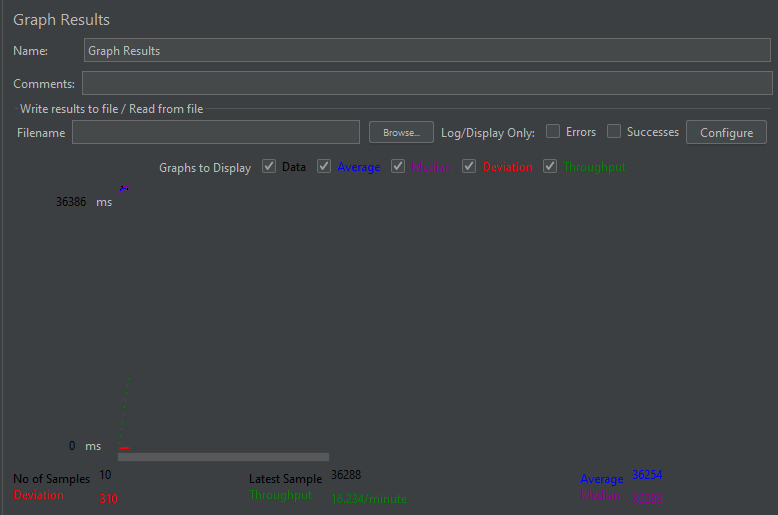 Graph Results
Name: Graph Results
Comments:
Write results to file / Read from file
Filename Browse... Log/Display Only: Errors Successes Configure
Graphs to Display Data Average Median Deviation Throughput
36386 ms
0 ms
No of Samples 10 Latest Sample 36288 Average 36254
Deviation 310 Throughput 16.234/minute Median